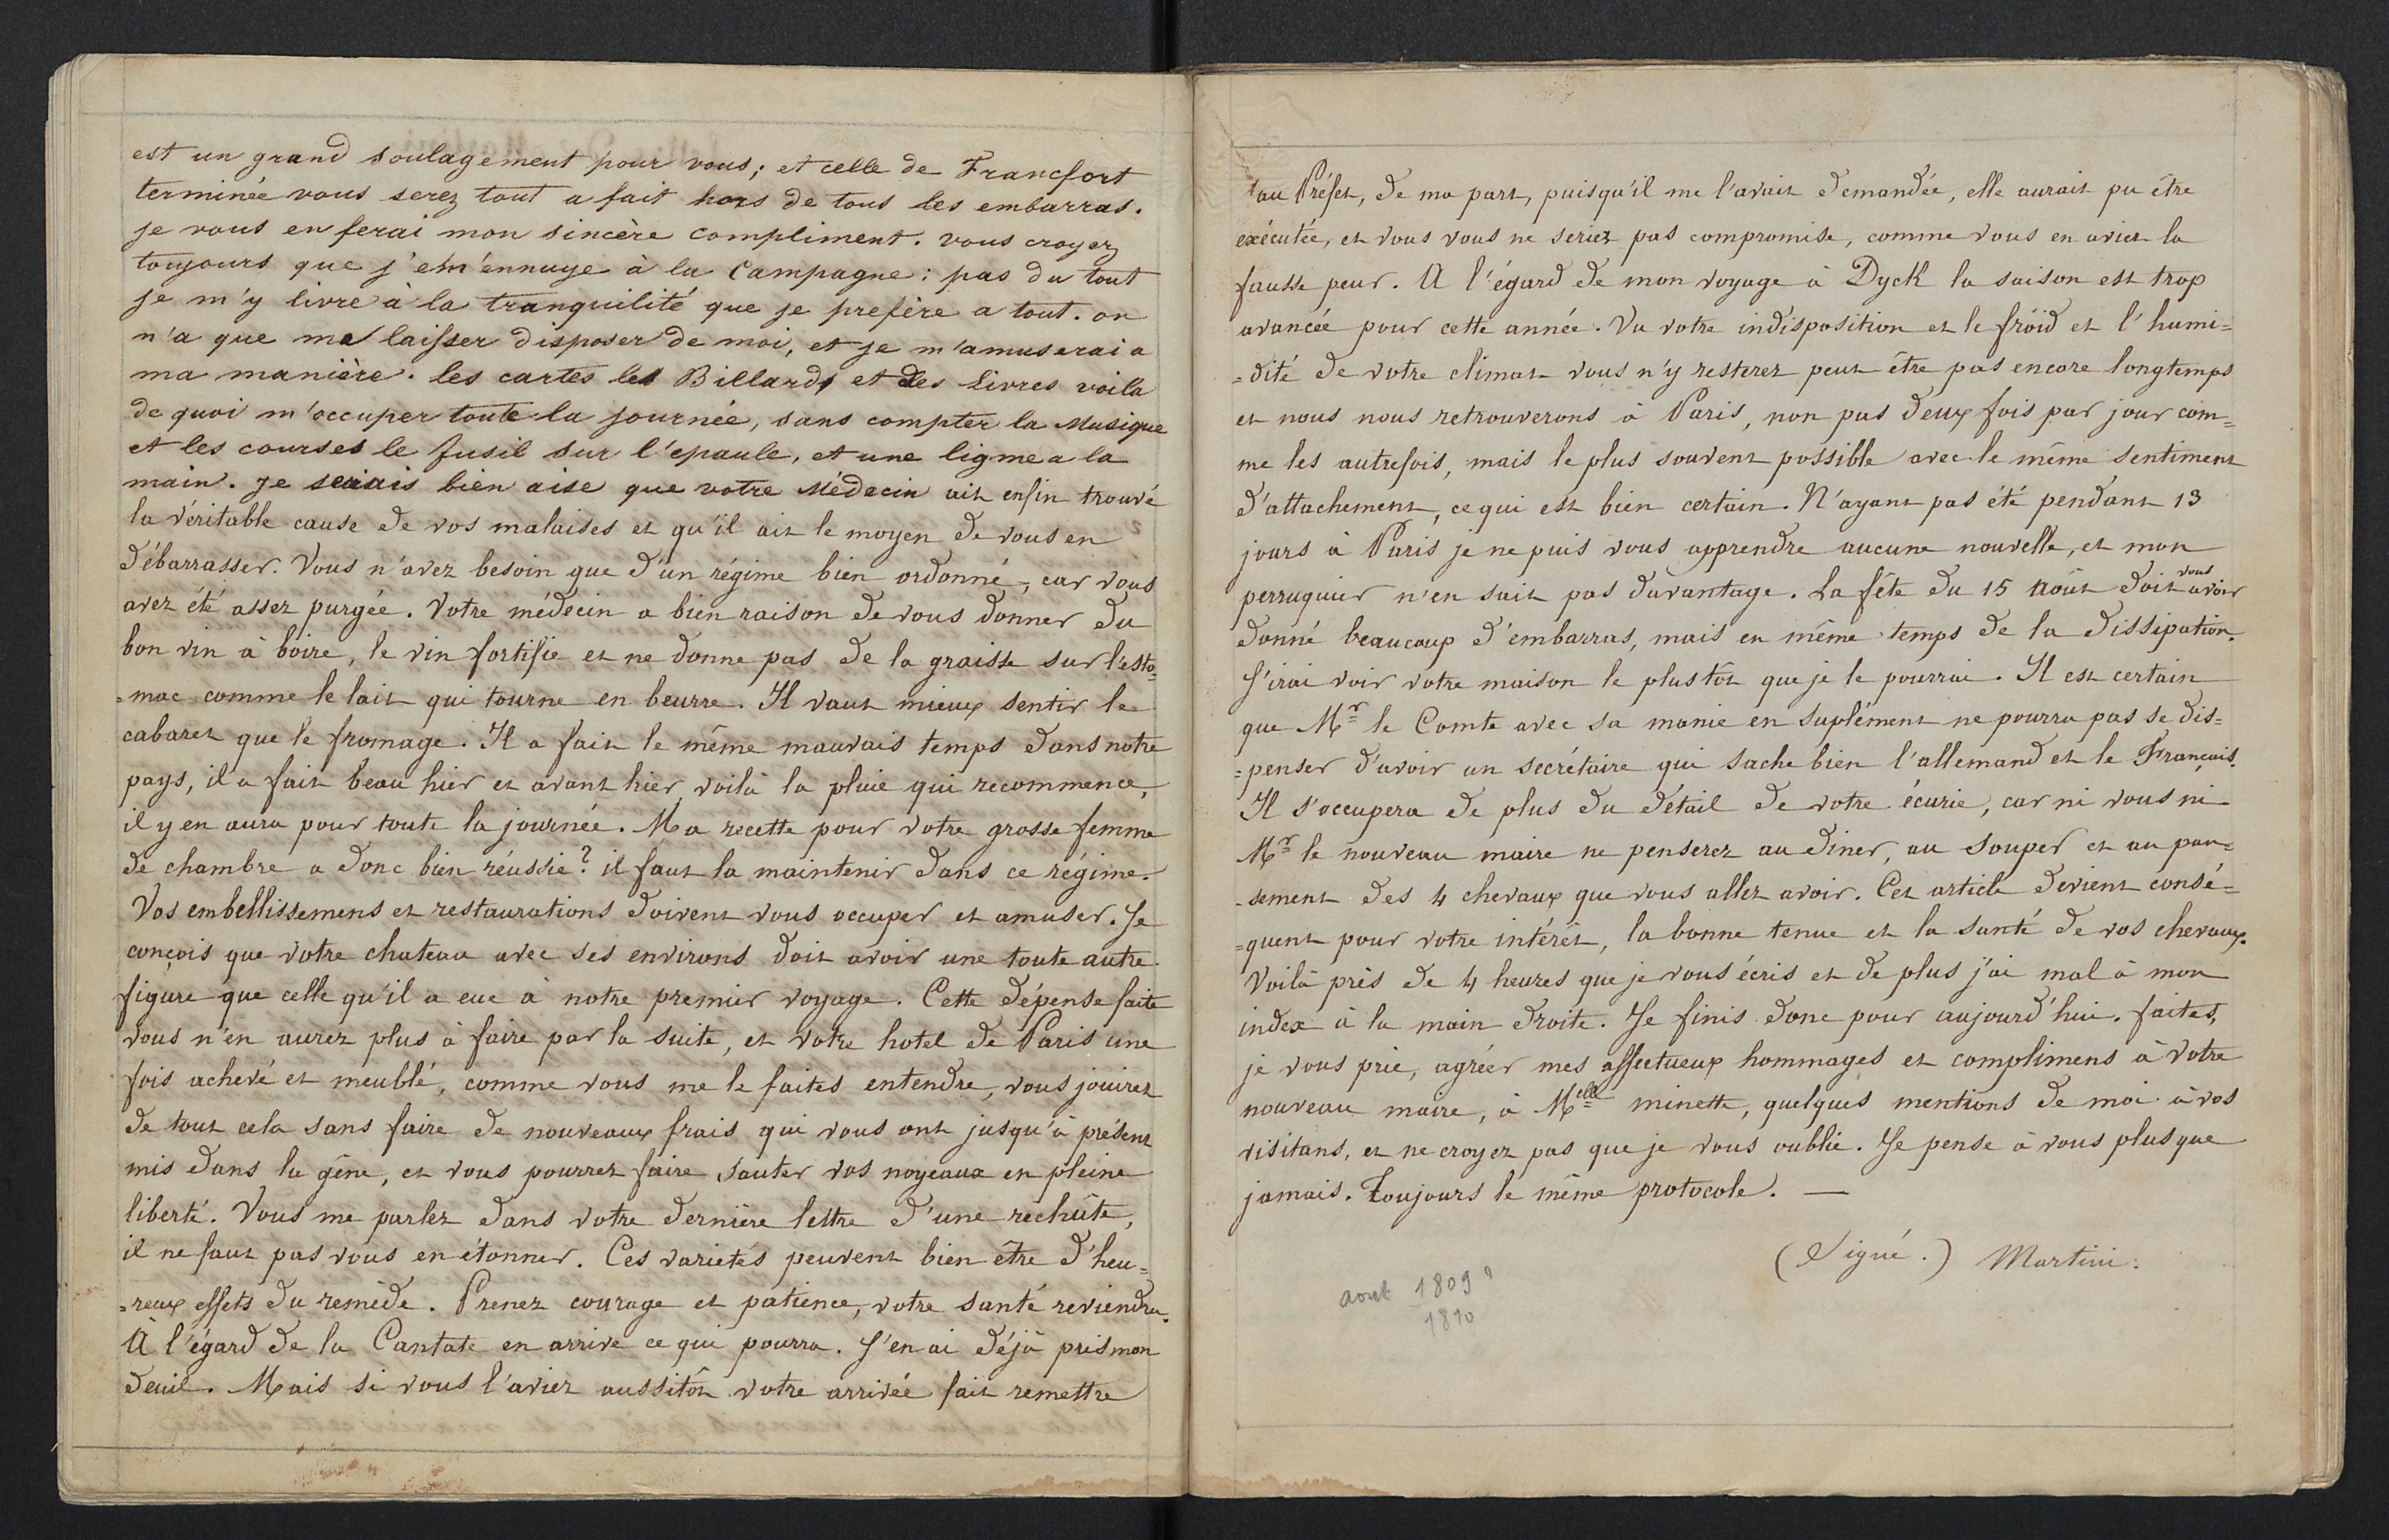 est un grand soulagement pour vous; et celle de Francfort
terminée vous serez tout a fait hors de tous les embarras.
je vous en ferai mon sincère compliment. vous croyez
toujours que j'em'ennuye à la Campagne: pas du tout
je m'y livre à la tranquilité que je prefère a tout. on
n'a que me laisser disposer de moi, et je m'amuserai a
ma manière. les cartes les Billards et les Livres voila
de quoi m'occuper toute la journée, sans compter la Musique
et les courses le fusil sur l'epaule, et une ligne a la
main. je serais bien aise que votre Médecin ait enfin trouvé
la véritable cause de vos malaises et qu'il ait le moyen de vous en
débarrasser. Vous n'avez besoin que d'un régime bien ordonné, car vous
avez été assez purgée. Votre médecin a bien raison de vous donner du
bon vin à boire, le vin fortifie et ne donne pas de la graisse sur l'esto-
=mac comme le lait qui tourne en beurre. Il vaut mieux sentir le
cabaret que le fromage. Il a fait le même mauvais temps dans notre
pays, il a fait beau hier et avant hier, voilà la pluie qui recommence,
il y en aura pour toute la journée. Ma recette pour votre grosse femme
de chambre a donc bien réussie? il faut la maintenir dans ce régime.
Vos embellissemens et restaurations doivent vous occuper et amuser. Je
conçois que votre chateau avec ses environs doit avoir une toute autre
figure que celle qu'il a eue à notre premier voyage. Cette dépense faite
vous n'en aurez plus à faire par la suite, et votre hotel de Paris une
fois achevé et meublé, comme vous me le faites entendre, vous jouirez
de tout cela sans faire de nouveaux frais qui vous ont jusqu'à présent
mis dans la gêne, et vous pourrez faire sauter vos noyeaux en pleine
liberté. Vous me parlez dans votre dernière lettre d'une rechûte,
il ne faut pas vous en étonner. Ces varietés peuvent bien être d'heu=
=reux effets du remède. Prenez courage et patience, votre santé reviendra.
A l'égard de la Cantate en arrive ce qui pourra. J'en ai déjà pris mon
deuil. Mais si vous l'aviez aussitôt votre arrivée fait remettre
au Préfet, de ma part, puisqu'il me l'avait demandée, elle aurait pu être
exécutée, et vous vous ne seriez pas compromise, comme vous en aviez la
fausse peur. A l'égard de mon voyage à Dyck la saison est trop
avancée pour cette année. Vu votre indisposition et le froid et l'humi=
=dité de votre climat vous n'y resterez peut être pas encore longtemps
et nous nous retrouverons à Paris, non pas deux fois par jour com=
me les autrefois, mais le plus souvent possible avec le même sentiment
d'attachement, ce qui est bien certain. N'ayant pas été pendant 13
jours à Paris je ne puis vous apprendre aucune nouvelle, et mon
perruquier n'en sait pas davantage. La fête du 15 Août doit vous avoir
donné beaucoup d'embarras, mais en même temps de la dissipation.
J'irai voir votre maison le plus tôt que je le pourrai. Il est certain
que Mr le Comte avec sa manie en suplément ne pourra pas se dis=
=penser d'avoir un secrétaire qui sache bien l'allemand et le Français.
Il s'occupera de plus du détail de votre écurie, car ni vous ni
Mr le nouveau maire ne penserez au diner, au souper et au pan=
=sement des 4 chevaux que vous allez avoir. Cet article devient consé=
=quent pour votre intérêt, la bonne tenue et la santé de vos chevaux.
Voilà près de 4 heures que je vous écris et de plus j'ai mal à mon
index à la main droite. Je finis donc pour aujourd'hui. faites,
je vous prie, agréer mes affectueux hommages et complimens à votre
nouveau maire, à Melle minette, quelques mentions de moi à vos
visitans, et ne croyez pas que je vous oublie. Je pense à vous plus que
jamais. Toujours le même protocole. —
(Signé.) Martini.
aout 1809?
1810